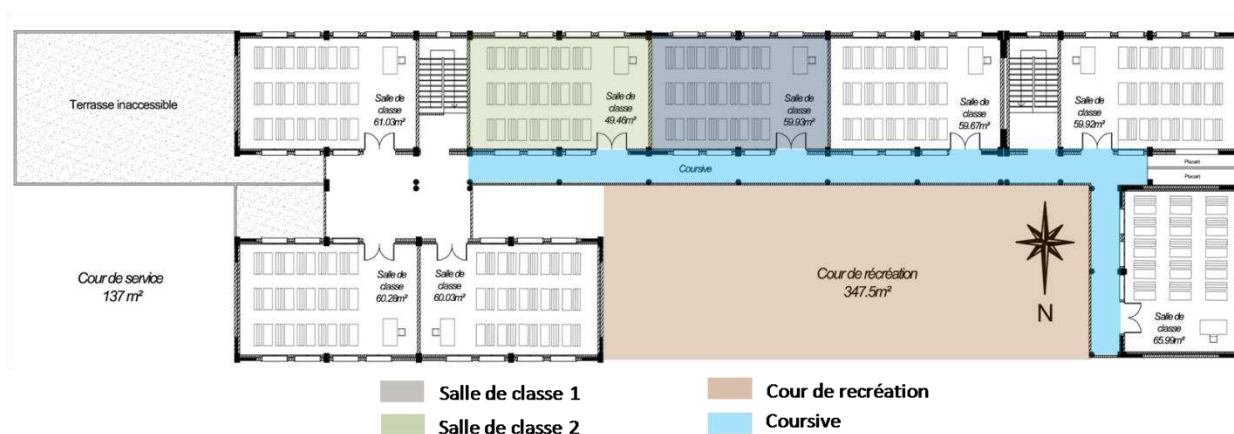 Terrasse inaccessible
Salle de
classe
61.03m²
Salle de
classe
49.46m²
Salle de
classe
59.93m²
Salle de
classe
59.67m²
Salle de
classe
59.92m²
Coursive
Placart
Placart
Cour de service
137 m²
Salle de
classe
60.28m²
Salle de
classe
60.03m²
Cour de récréation
347.5m²
N
Salle de
classe
65.99m²
Salle de classe 1
Cour de recréation
Salle de classe 2
Coursive